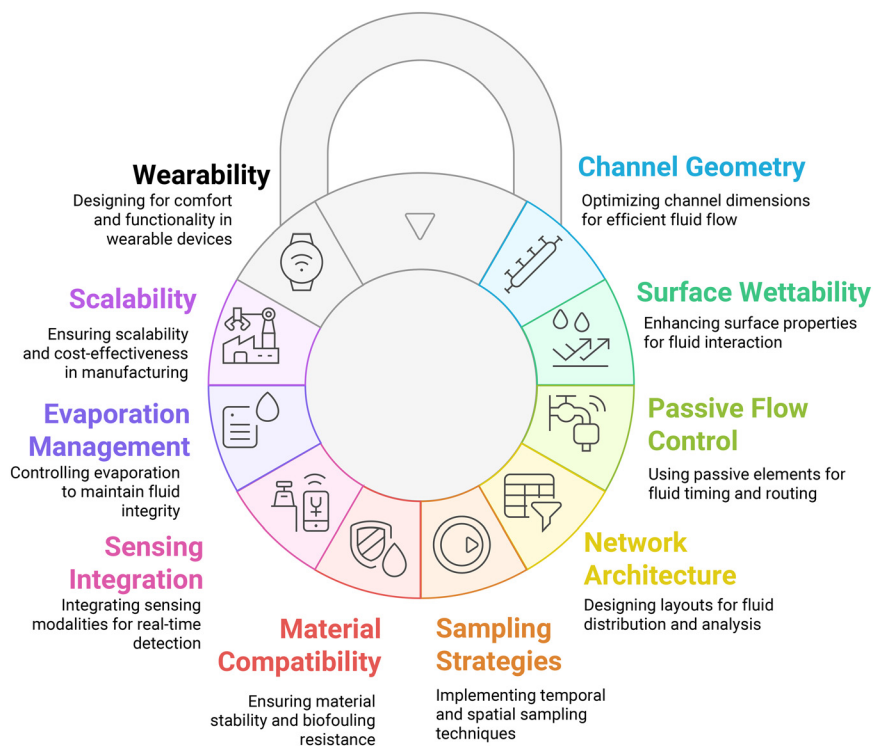 Wearability
Designing for comfort
and functionality in
wearable devices
Channel Geometry
Optimizing channel dimensions
for efficient fluid flow
Scalability
Ensuring scalability
and cost-effectiveness
in manufacturing
Surface Wettability
Enhancing surface properties
for fluid interaction
Evaporation
Management
Controlling evaporation
to maintain fluid
integrity
Passive Flow
Control
Using passive elements for
fluid timing and routing
Sensing
Integration
Integrating sensing
modalities for real-time
detection
Network
Architecture
Designing layouts for fluid
distribution and analysis
Material
Compatibility
Ensuring material
stability and biofouling
resistance
Sampling
Strategies
Implementing temporal
and spatial sampling
techniques